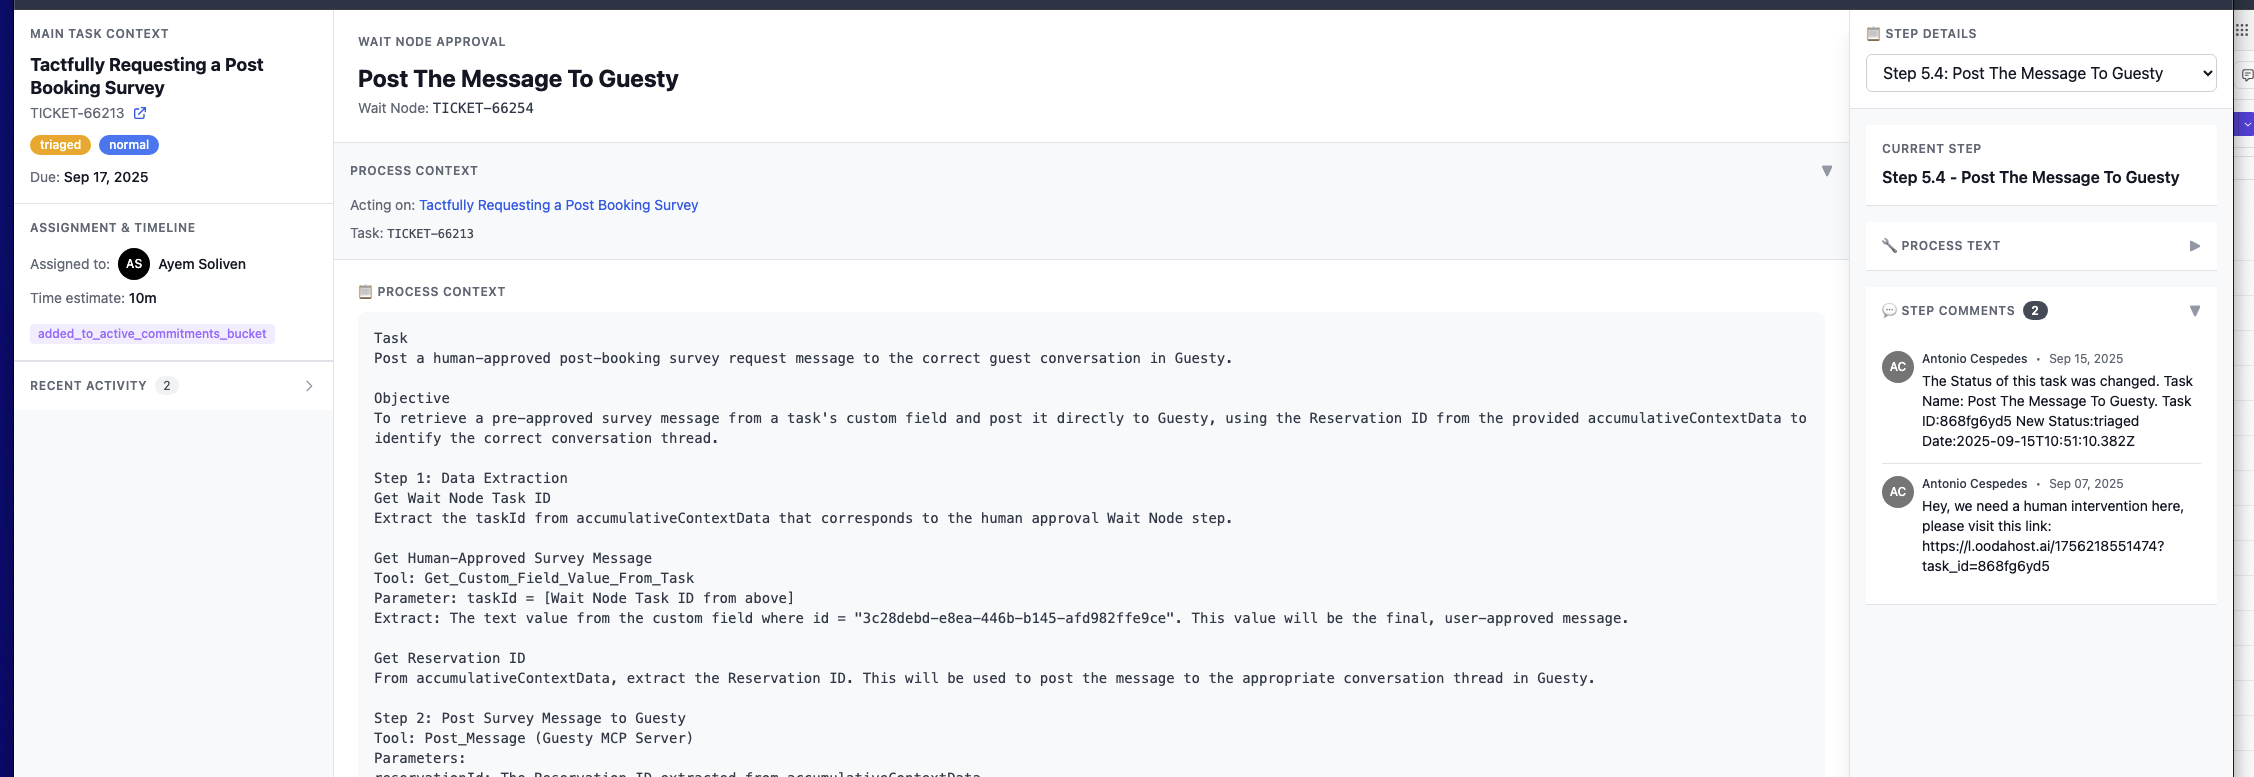 MAIN TASK CONTEXT
Tactfully Requesting a Post
Booking Survey
TICKET-66213
triaged normal
Due: Sep 17, 2025
ASSIGNMENT & TIMELINE
Assigned to: AS Ayem Soliven
Time estimate: 10m
added_to_active_commitments_bucket
RECENT ACTIVITY 2
WAIT NODE APPROVAL
Post The Message To Guesty
Wait Node: TICKET-66254
PROCESS CONTEXT
Acting on: Tactfully Requesting a Post Booking Survey
Task: TICKET-66213
PROCESS CONTEXT
Task
Post a human-approved post-booking survey request message to the correct guest conversation in Guesty.
Objective
To retrieve a pre-approved survey message from a task's custom field and post it directly to Guesty, using the Reservation ID from the provided accumulativeContextData to
identify the correct conversation thread.
Step 1: Data Extraction
Get Wait Node Task ID
Extract the taskId from accumulativeContextData that corresponds to the human approval Wait Node step.
Get Human-Approved Survey Message
Tool: Get_Custom_Field_Value_From_Task
Parameter: taskId = [Wait Node Task ID from above]
Extract: The text value from the custom field where id = "3c28debd-e8ea-446b-b145-afd982ffe9ce". This value will be the final, user-approved message.
Get Reservation ID
From accumulativeContextData, extract the Reservation ID. This will be used to post the message to the appropriate conversation thread in Guesty.
Step 2: Post Survey Message to Guesty
Tool: Post_Message (Guesty MCP Server)
Parameters:
reservationId: The Reservation ID extracted from accumulativeContextData
STEP DETAILS
Step 5.4: Post The Message To Guesty
CURRENT STEP
Step 5.4 - Post The Message To Guesty
PROCESS TEXT
STEP COMMENTS 2
AC Antonio Cespedes • Sep 15, 2025
The Status of this task was changed. Task
Name: Post The Message To Guesty. Task
ID:868fg6yd5 New Status:triaged
Date:2025-09-15T10:51:10.382Z
AC Antonio Cespedes • Sep 07, 2025
Hey, we need a human intervention here,
please visit this link:
https://l.oodahost.ai/1756218551474?
task_id=868fg6yd5